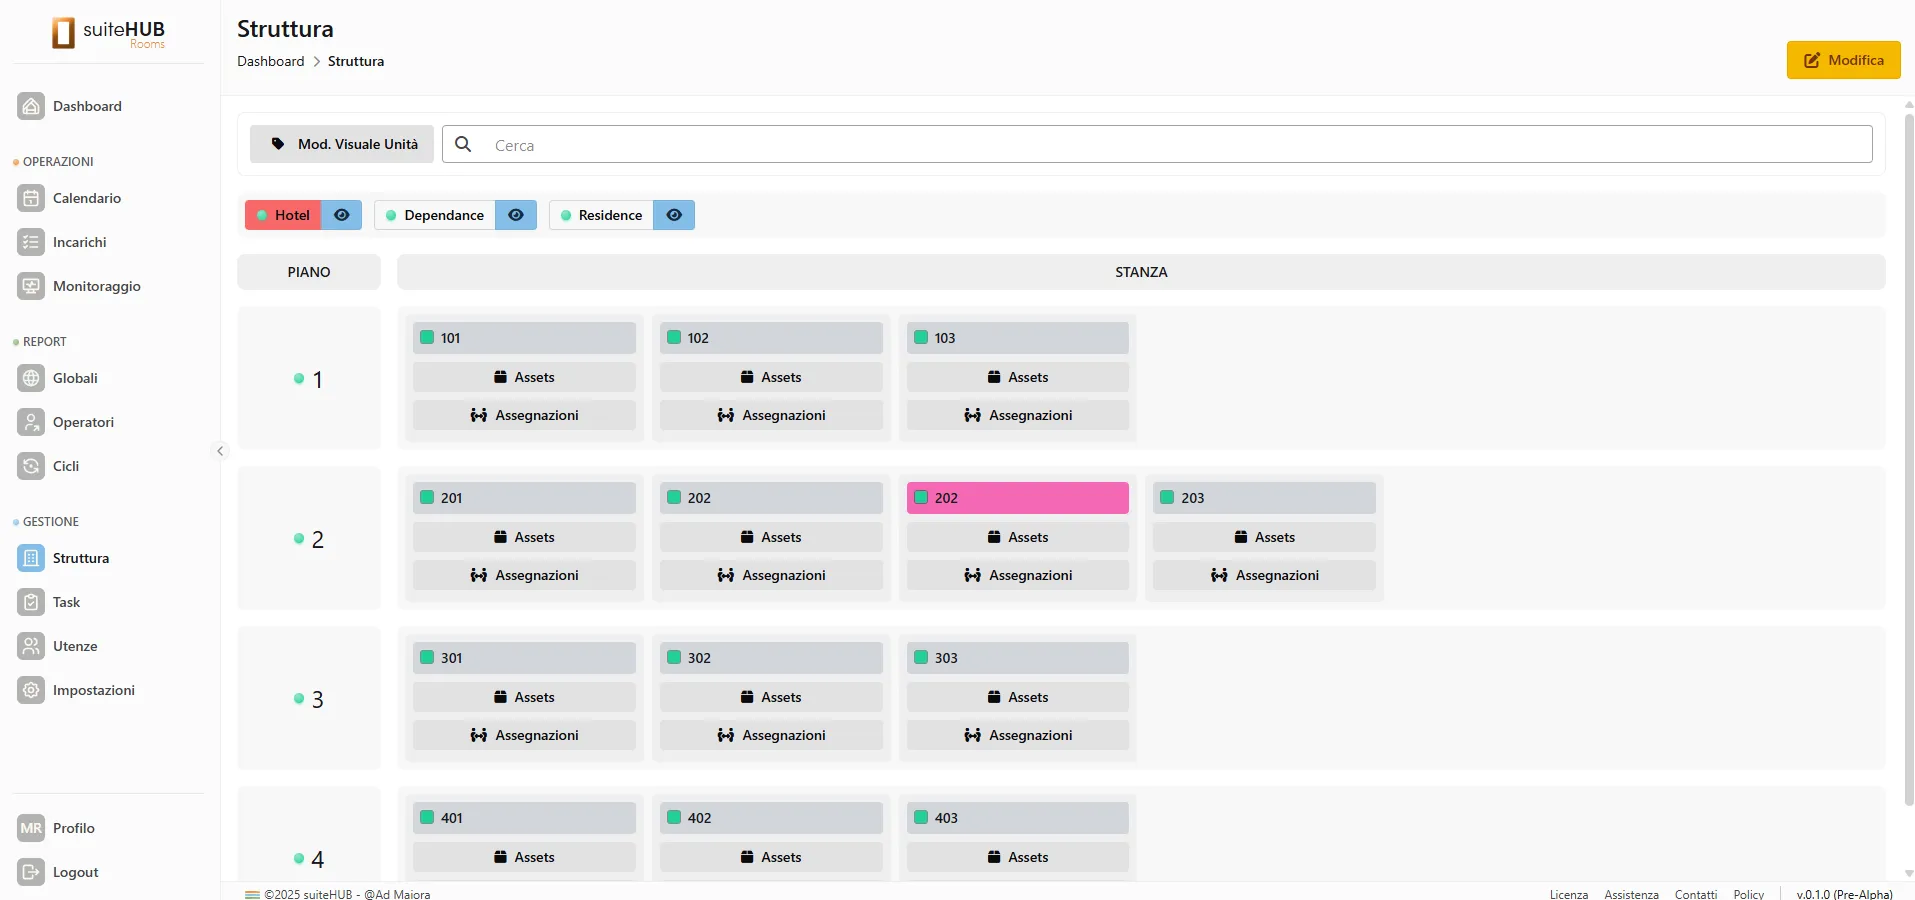 suiteHUB
Rooms
Dashboard
OPERAZIONI
Calendario
Incarichi
Monitoraggio
REPORT
Globali
Operatori
Cicli
GESTIONE
Struttura
Task
Utenze
Impostazioni
MR Profilo
Logout
Struttura
Dashboard > Struttura
Modifica
Mod. Visuale Unità
Cerca
Hotel Dependance Residence
PIANO STANZA
1
101 102 103
Assets Assets Assets
Assegnazioni Assegnazioni Assegnazioni
2
201 202 202 203
Assets Assets Assets Assets
Assegnazioni Assegnazioni Assegnazioni Assegnazioni
3
301 302 303
Assets Assets Assets
Assegnazioni Assegnazioni Assegnazioni
4
401 402 403
Assets Assets Assets
©2025 suiteHUB - @Ad Maiora
Licenza Assistenza Contatti Policy v.0.1.0 (Pre-Alpha)